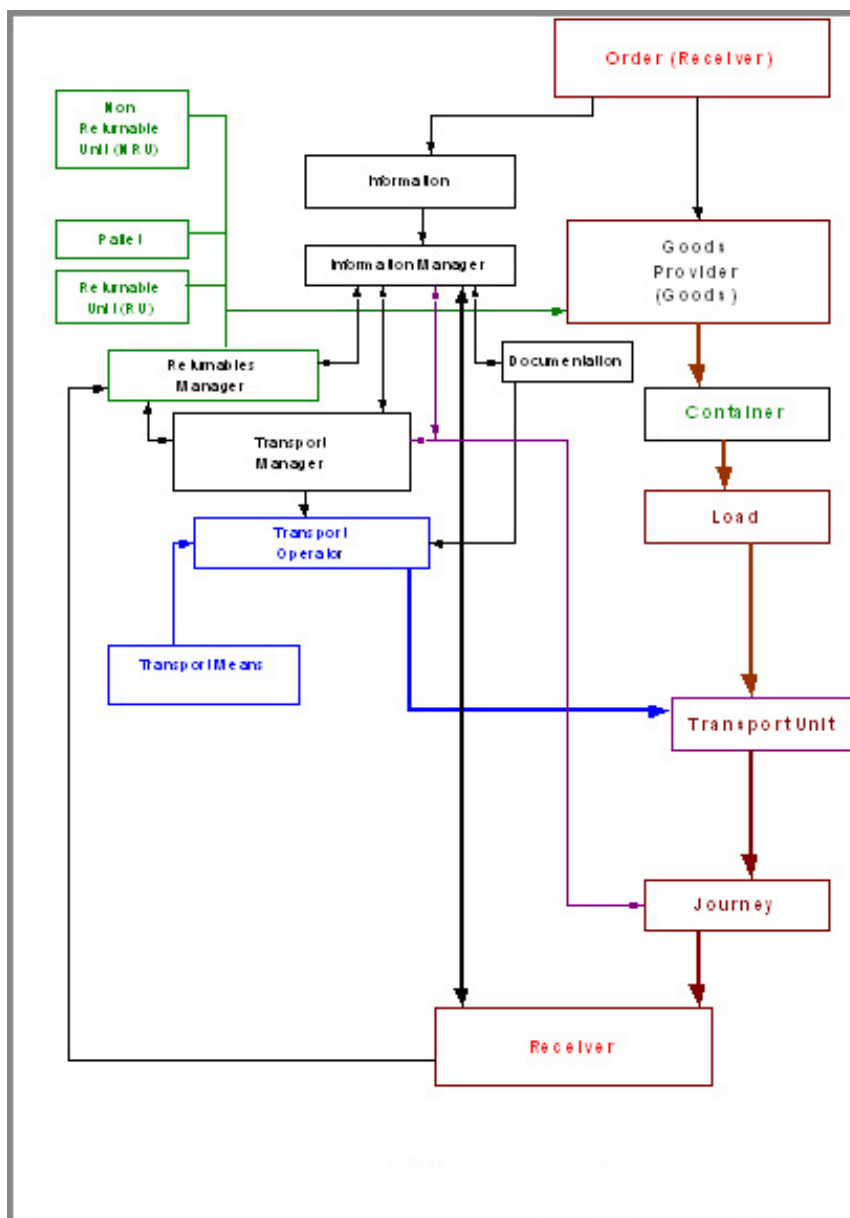 Order (Receiver)
Non
Returnable
Unit (NRU)
Information
Pallet
Goods
Provider
(Goods)
Information Manager
Returnable
Unit (RU)
Returnables
Manager
Documentation
Container
Transport
Manager
Load
Transport
Operator
Transport Means
Transport Unit
Journey
Receiver